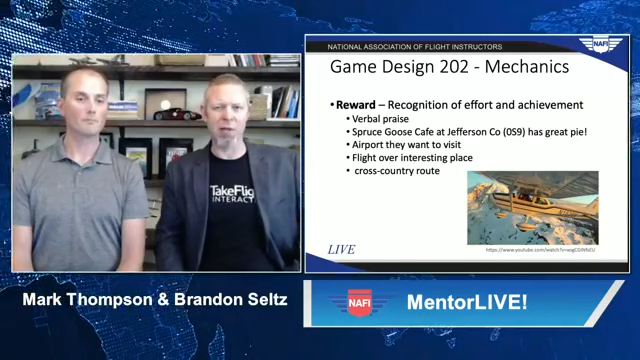 NATIONAL ASSOCIATION OF FLIGHT INSTRUCTORS
NAFI
Game Design 202 - Mechanics
•Reward – Recognition of effort and achievement
• Verbal praise
• Spruce Goose Cafe at Jefferson Co (0S9) has great pie!
• Airport they want to visit
• Flight over interesting place
• cross-country route
TakeFlig
INTERACT
LIVE
Mark Thompson & Brandon Seltz
NAFI
MentorLIVE!